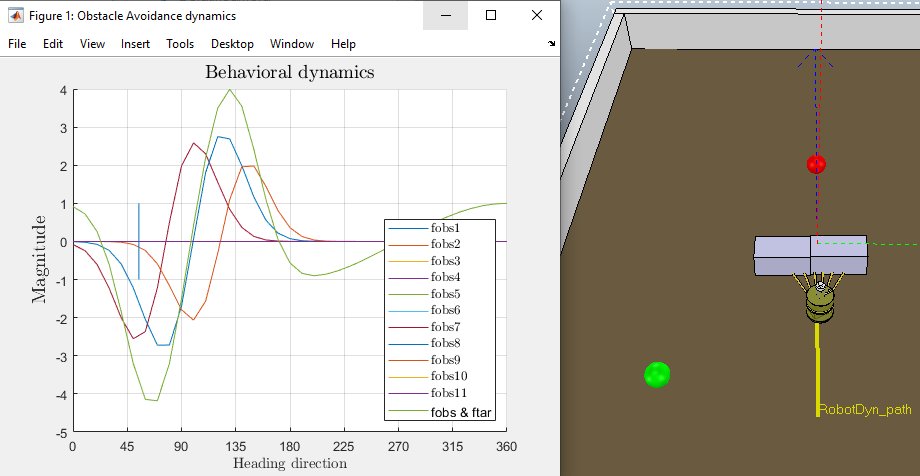 Figure 1: Obstacle Avoidance dynamics
File Edit View Insert Tools Desktop Window Help
Behavioral dynamics
4
3
2
1
0
-1
-2
-3
-4
-5
Magnitude
fobs1
fobs2
fobs3
fobs4
fobs5
fobs6
fobs7
fobs8
fobs9
fobs10
fobs11
fobs & ftar
0 45 90 135 180 225 270 315 360
Heading direction
RobotDyn_path